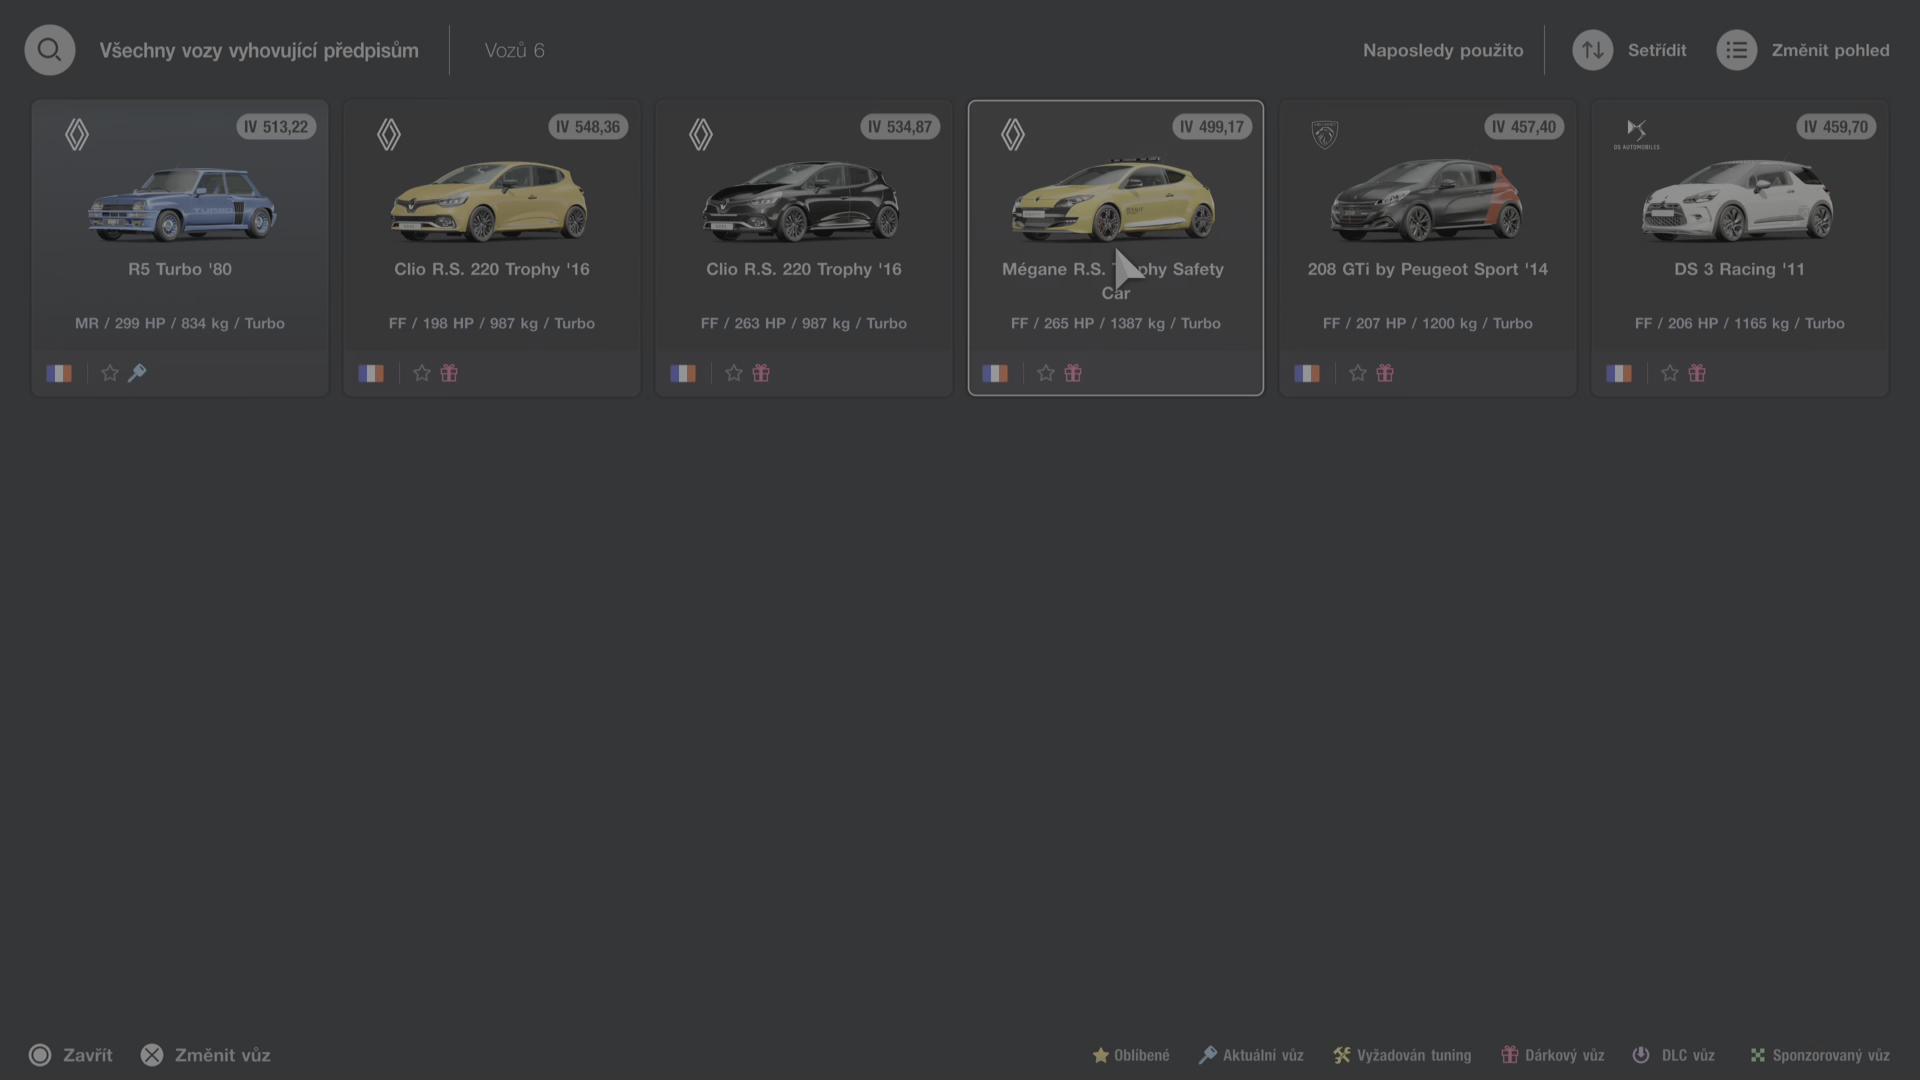 Všechny vozy vyhovující předpisům
Vozů 6
Naposledy použito
Setřídit
Změnit pohled
IV 513,22
R5 Turbo '80
MR / 299 HP / 834 kg / Turbo
IV 548,36
Clio R.S. 220 Trophy '16
FF / 198 HP / 987 kg / Turbo
IV 534,87
Clio R.S. 220 Trophy '16
FF / 263 HP / 987 kg / Turbo
IV 499,17
Mégane R.S. Trophy Safety
Car
FF / 265 HP / 1387 kg / Turbo
IV 457,40
208 GTi by Peugeot Sport '14
FF / 207 HP / 1200 kg / Turbo
DS AUTOMOBILES
IV 459,70
DS 3 Racing '11
FF / 206 HP / 1165 kg / Turbo
Zavřít
Změnit vůz
Oblíbené
Aktuální vůz
Vyžadován tuning
Dárkový vůz
DLC vůz
Sponzorovaný vůz